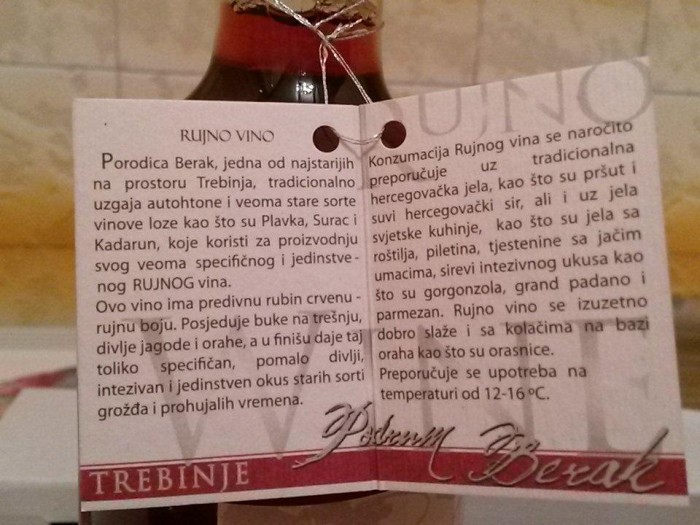 RUJNO VINO
Porodica Berak, jedna od najstarijih
na prostoru Trebinja, tradicionalno
uzgaja autohtone i veoma stare sorte
vinove loze kao što su Plavka, Surac i
Kadarun, koje koristi za proizvodnju
svog veoma specifičnog i jedinstve-
nog RUJNOG vina.
Ovo vino ima predivnu rubin crvenu -
rujnu boju. Posjeduje buke na trešnju,
divlje jagode i orahe, a u finišu daje taj
toliko specifičan, pomalo divlji,
intezivan i jedinstven okus starih sorti
grožđa i prohujalih vremena.
TREBINJE
RUJNO
Konzumacija Rujnog vina se naročito
preporučuje uz tradicionalna
hercegovačka jela, kao što su pršut i
suvi hercegovački sir, ali i uz jela
svjetske kuhinje, kao što su jela sa
roštilja, piletina, tjestenine sa jačim
umacima, sirevi intezivnog ukusa kao
što su gorgonzola, grand padano i
parmezan. Rujno vino se izuzetno
dobro slaže i sa kolačima na bazi
oraha kao što su orasnice.
Preporučuje se upotreba na
temperaturi od 12-16 ºC.
WINE
Podrum Berak